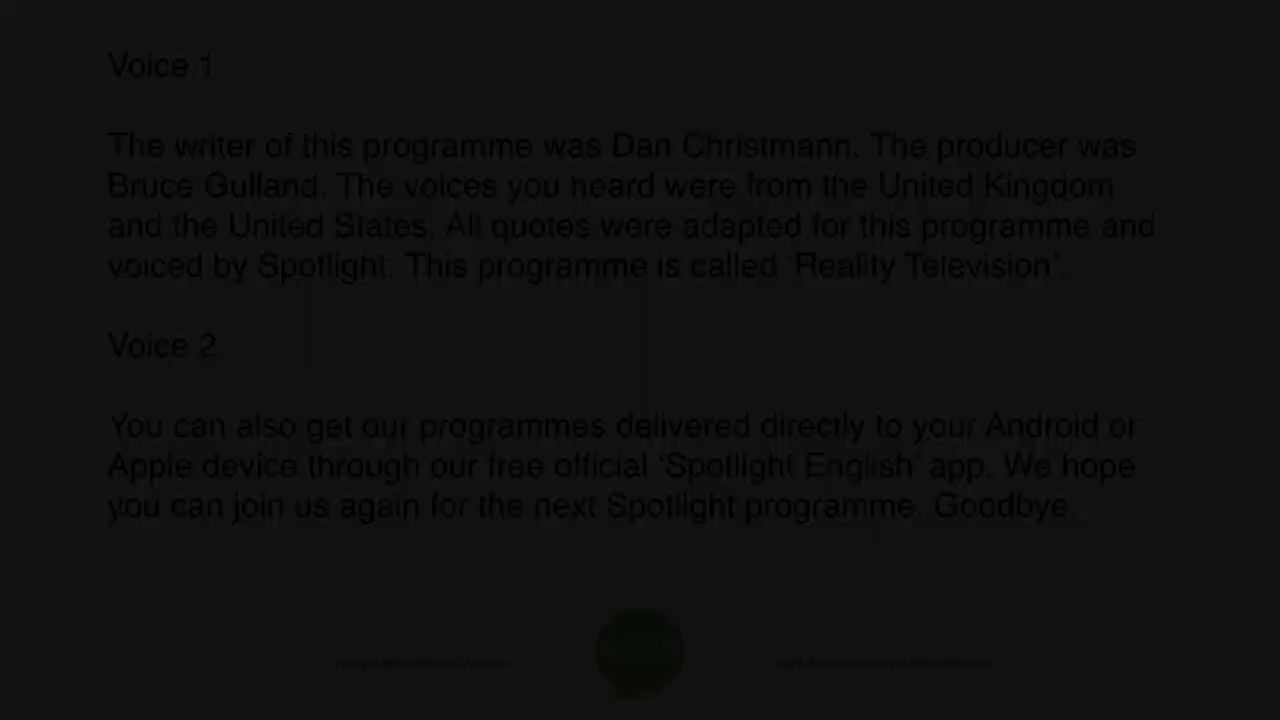 Voice 1
The writer of this programme was Dan Christmann. The producer was
Bruce Gulland. The voices you heard were from the United Kingdom
and the United States. All quotes were adapted for this programme and
voiced by Spotlight. This programme is called ‘Reality Television’.
Voice 2
You can also get our programmes delivered directly to your Android or
Apple device through our free official ‘Spotlight English’ app. We hope
you can join us again for the next Spotlight programme. Goodbye.